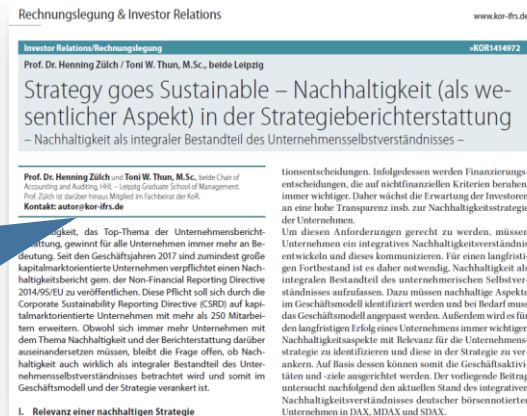 Rechnungslegung & Investor Relations
www.kor-ifrs.de
Investor Relations/Rechnungslegung
»KOR1414972
Prof. Dr. Henning Zülch / Toni W. Thun, M.Sc., beide Leipzig
Strategy goes Sustainable – Nachhaltigkeit (als we-
sentlicher Aspekt) in der Strategieberichterstattung
– Nachhaltigkeit als integraler Bestandteil des Unternehmensselbstverständnisses –
Prof. Dr. Henning Zülch und Toni W. Thun, M.Sc., beide Chair of
Accounting and Auditing, HHL – Leipzig Graduate School of Management.
Prof. Zülch ist darüber hinaus Mitglied im Fachbeirat der KoR.
Kontakt: autor@kor-ifrs.de
igkeit, das Top-Thema der Unternehmensbericht-
attung, gewinnt für alle Unternehmen immer mehr an Be-
deutung. Seit den Geschäftsjahren 2017 sind zumindest große
kapitalmarktorientierte Unternehmen verpflichtet einen Nach-
haltigkeitsbericht gem. der Non-Financial Reporting Directive
2014/95/EU zu veröffentlichen. Diese Pflicht soll sich durch die
Corporate Sustainability Reporting Directive (CSRD) auf kapi-
talmarktorientierte Unternehmen mit mehr als 250 Mitarbei-
tern erweitern. Obwohl sich immer mehr Unternehmen mit
dem Thema Nachhaltigkeit und der Berichterstattung darüber
auseinandersetzen müssen, bleibt die Frage offen, ob Nach-
haltigkeit auch wirklich als integraler Bestandteil des Unter-
nehmensselbstverständnisses betrachtet wird und somit im
Geschäftsmodell und der Strategie verankert ist.
I. Relevanz einer nachhaltigen Strategie
tionsentscheidungen. Infolgedessen werden Finanzierungs-
entscheidungen, die auf nichtfinanziellen Kriterien beruhen,
immer wichtiger. Daher wächst die Erwartung der Investoren
an eine hohe Transparenz insb. zur Nachhaltigkeitsstrategie
der Unternehmen.
Um diesen Anforderungen gerecht zu werden, müssen
Unternehmen ein integratives Nachhaltigkeitsverständnis
entwickeln und dieses kommunizieren. Für einen langfristi-
gen Fortbestand ist es daher notwendig, Nachhaltigkeit als
integralen Bestandteil des unternehmerischen Selbstver-
ständnisses aufzufassen. Dazu müssen nachhaltige Aspekte
im Geschäftsmodell identifiziert werden und bei Bedarf muss
das Geschäftsmodell angepasst werden. Außerdem wird es für
den langfristigen Erfolg eines Unternehmens immer wichtiger,
Nachhaltigkeitsaspekte mit Relevanz für die Unternehmens-
strategie zu identifizieren und diese in der Strategie zu ver-
ankern. Auf Basis dessen können somit die Geschäftsaktivi-
täten und -ziele ausgerichtet werden. Der vorliegende Beitrag
untersucht nachfolgend den aktuellen Stand des integrativen
Nachhaltigkeitsverständnisses deutscher börsennotierter
Unternehmen in DAX, MDAX und SDAX.